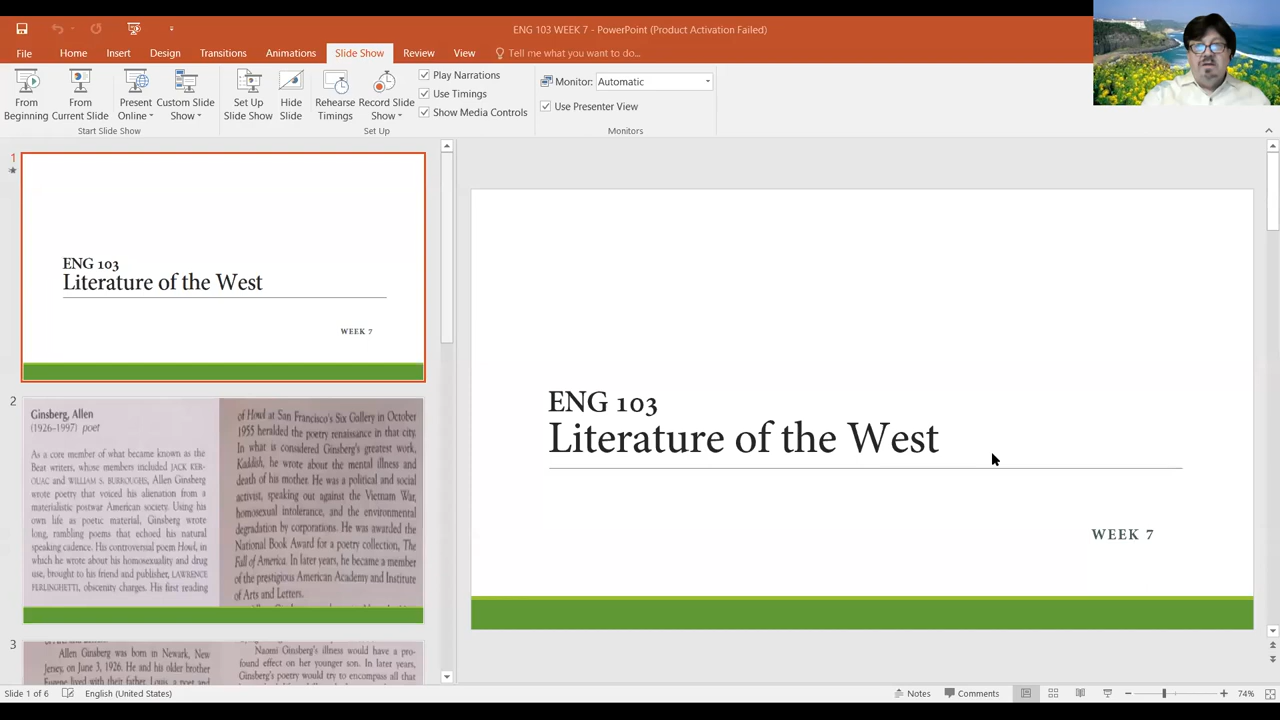 ENG 103 WEEK 7 - PowerPoint (Product Activation Failed)
File Home Insert Design Transitions Animations Slide Show Review View Tell me what you want to do...
From Beginning
From Current Slide
Present Online
Custom Slide Show
Start Slide Show
Set Up Slide Show
Hide Slide
Rehearse Timings
Record Slide Show
Play Narrations
Use Timings
Show Media Controls
Set Up
Monitor: Automatic
Use Presenter View
Monitors
1
ENG 103
Literature of the West
WEEK 7
2
Ginsberg, Allen
(1926–1997) poet
As a core member of what became known as the
Beat writers, whose members included JACK KER-
OUAC and WILLIAM S. BURROUGHS, Allen Ginsberg
wrote poetry that voiced his alienation from a
materialistic postwar American society. Using his
own life as poetic material, Ginsberg wrote
long, rambling poems that echoed his natural
speaking cadence. His controversial poem Howl, in
which he wrote about his homosexuality and drug
use, brought to his friend and publisher, LAWRENCE
FERLINGHETTI, obscenity charges. His first reading
of Howl at San Francisco's Six Gallery in October
1955 heralded the poetry renaissance in that city.
In what is considered Ginsberg's greatest work,
Kaddish, he wrote about the mental illness and
death of his mother. He was a political and social
activist, speaking out against the Vietnam War,
homosexual intolerance, and the environmental
degradation by corporations. He was awarded the
National Book Award for a poetry collection, The
Fall of America. In later years, he became a member
of the prestigious American Academy and Institute
of Arts and Letters.
3
Allen Ginsberg was born in Newark, New
Jersey, on June 3, 1926. He and his older brother
Eugene lived with their father, Louis, a poet and
Naomi Ginsberg's illness would have a pro-
found effect on her younger son. In later years,
Ginsberg's poetry would try to encompass all that
ENG 103
Literature of the West
WEEK 7
Slide 1 of 6 English (United States) Notes Comments 74%